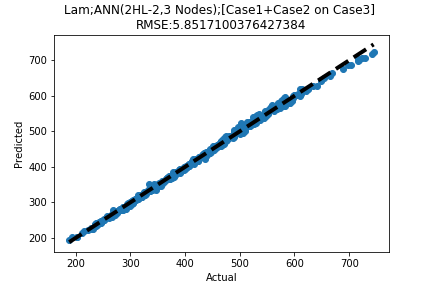 Lam;ANN(2HL-2,3 Nodes);[Case1+Case2 on Case3]
RMSE:5.8517100376427384
700
600
500
400
300
200
Predicted
200 300 400 500 600 700
Actual